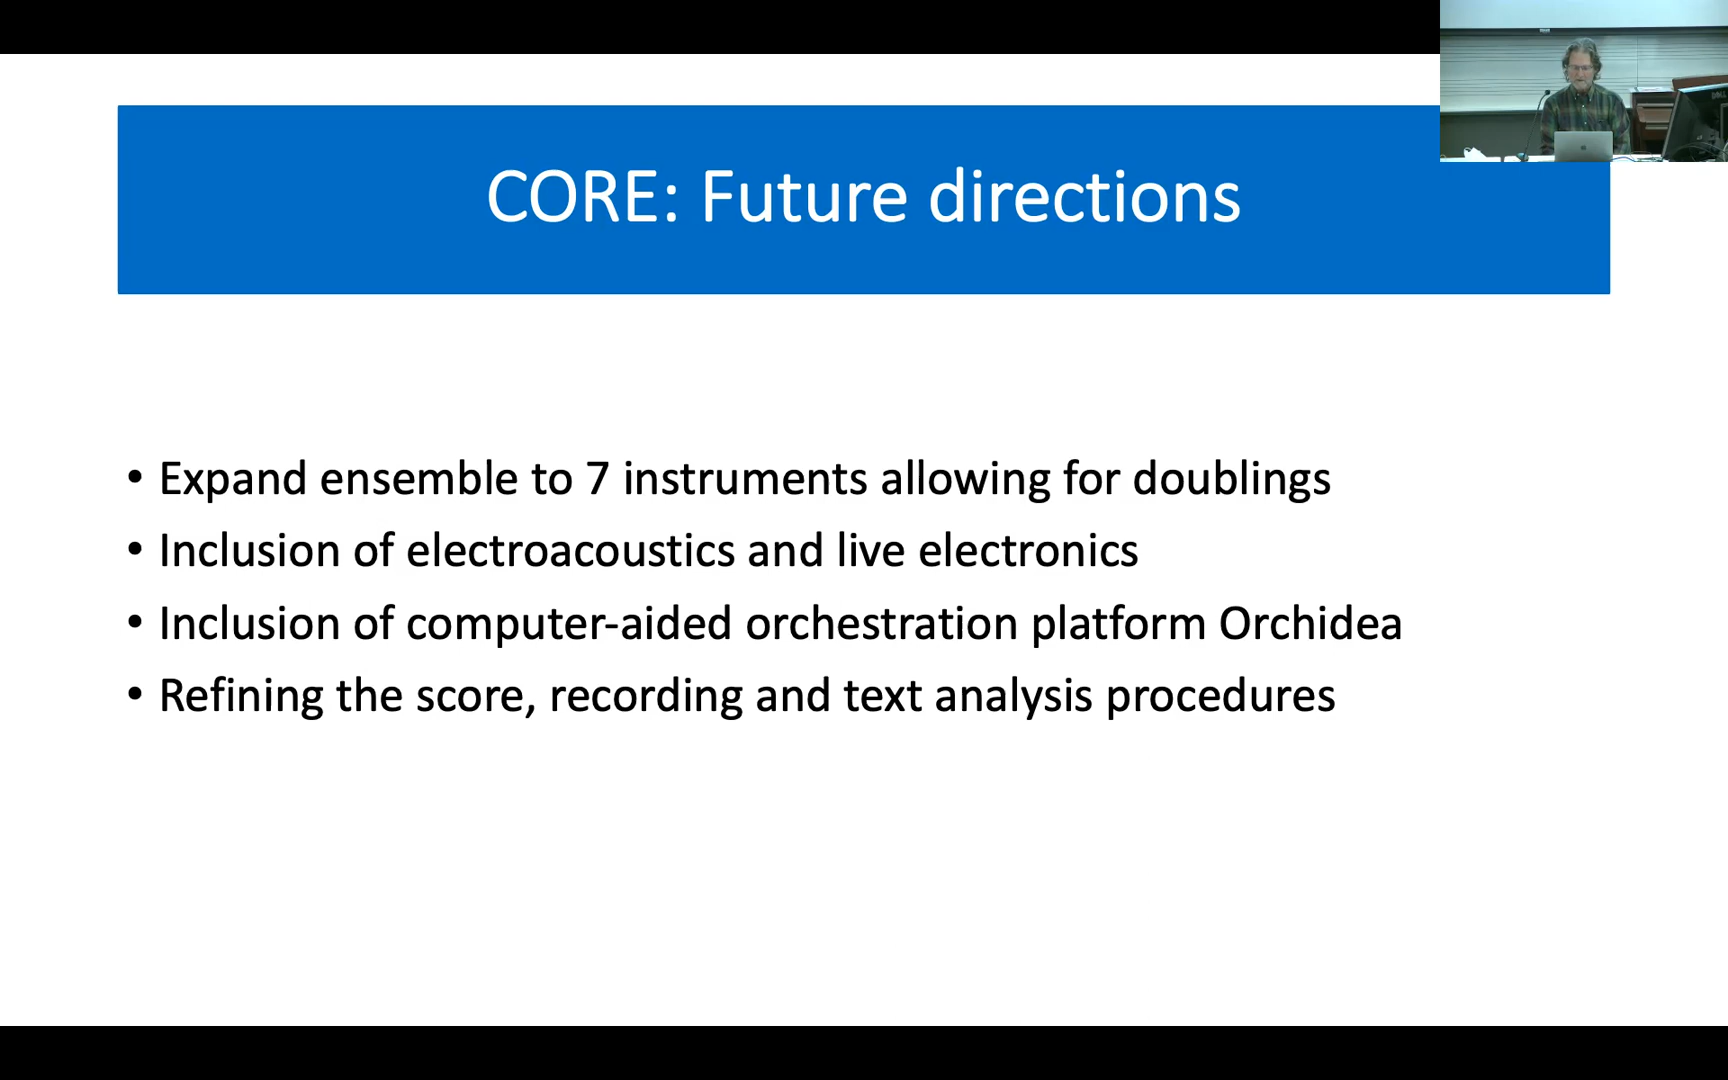 CORE: Future directions
• Expand ensemble to 7 instruments allowing for doublings
• Inclusion of electroacoustics and live electronics
• Inclusion of computer-aided orchestration platform Orchidea
• Refining the score, recording and text analysis procedures
DELL